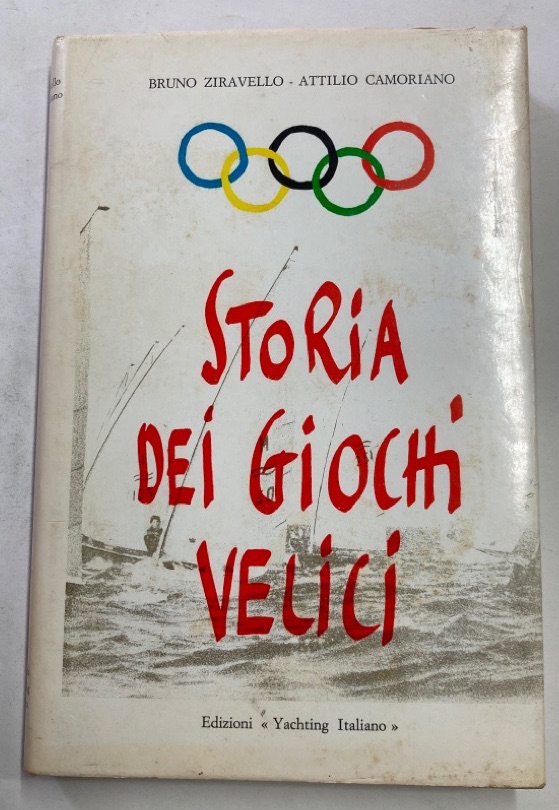 BRUNO ZIRAVELLO - ATTILIO CAMORIANO
STORIA
DEI GIOCHI
VELICI
Edizioni « Yachting Italiano »